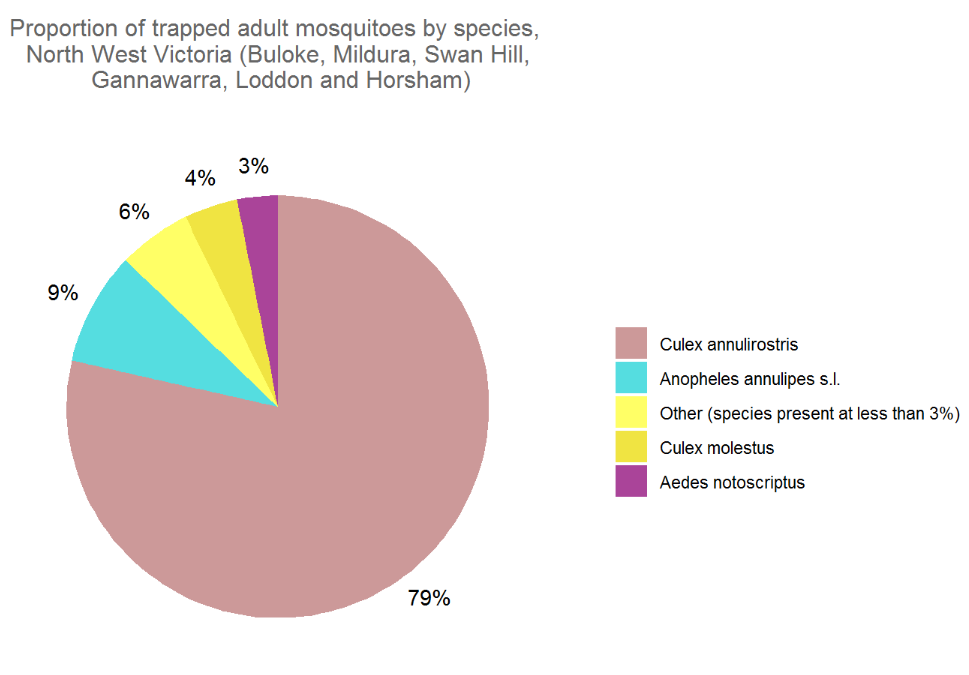 Proportion of trapped adult mosquitoes by species,
North West Victoria (Buloke, Mildura, Swan Hill,
Gannawarra, Loddon and Horsham)
3%
4%
6%
9%
79%
Culex annulirostris
Anopheles annulipes s.l.
Other (species present at less than 3%)
Culex molestus
Aedes notoscriptus